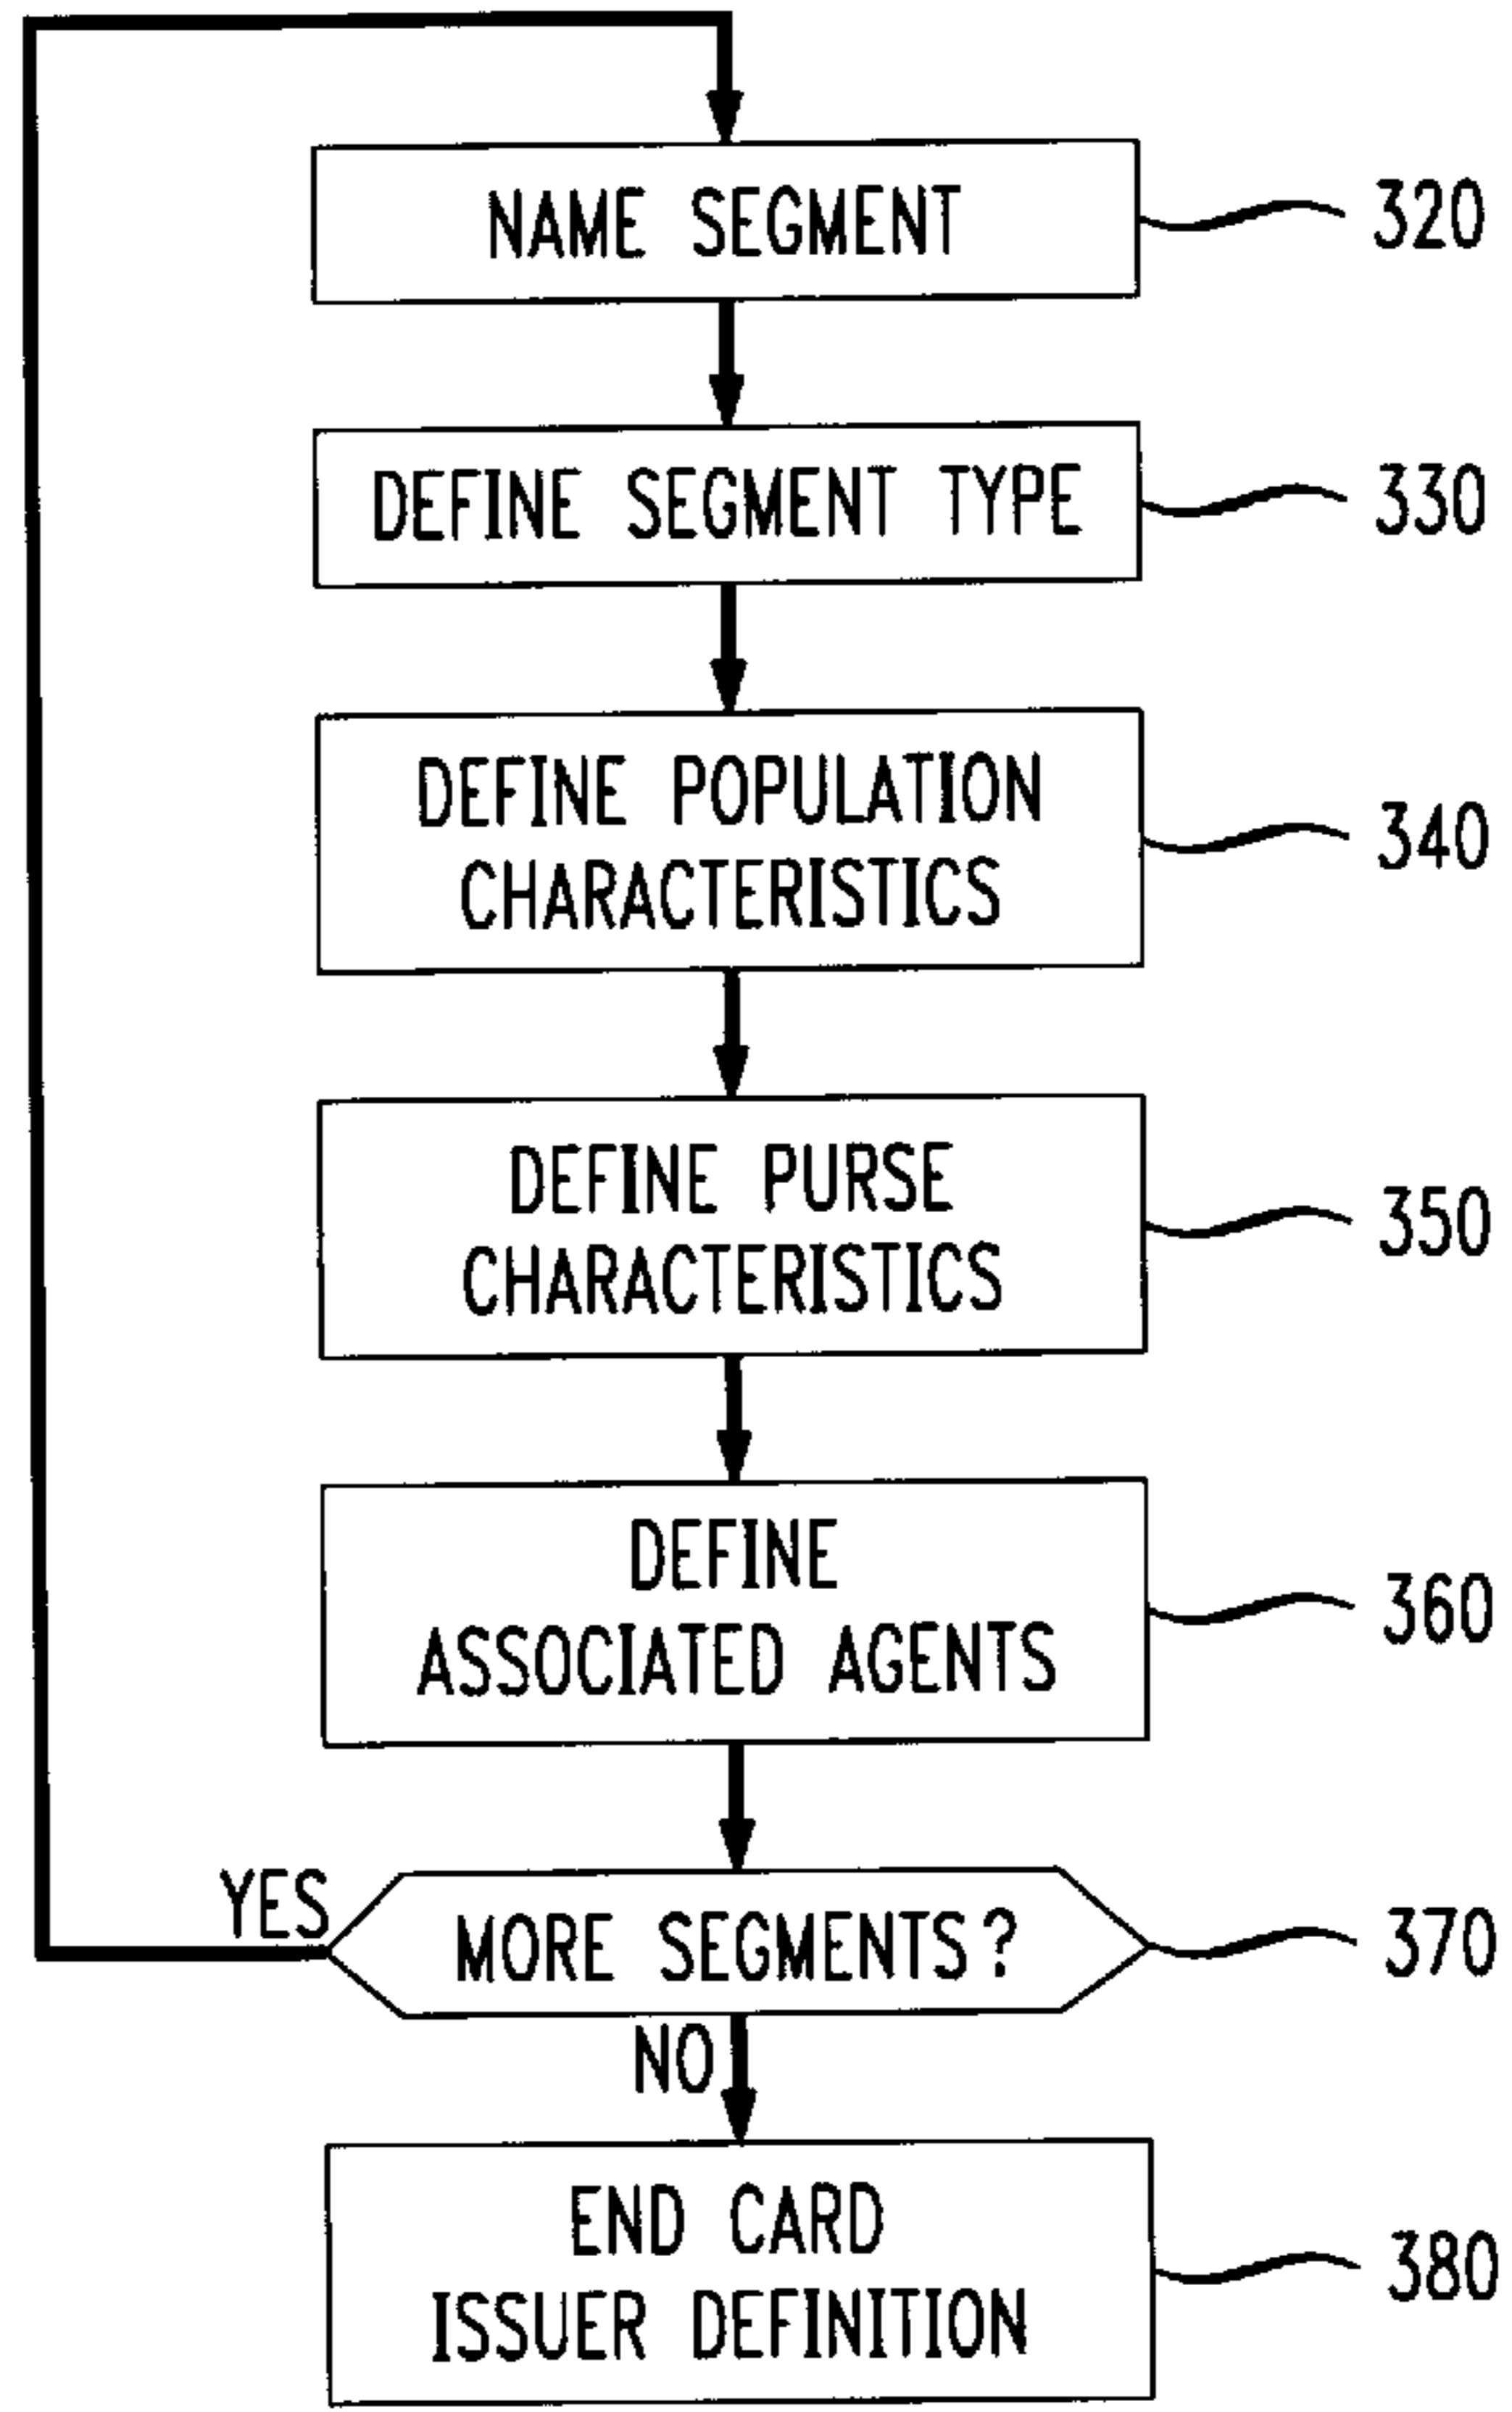 NAME SEGMENT
320
DEFINE SEGMENT TYPE
330
DEFINE POPULATION
CHARACTERISTICS
340
DEFINE PURSE
CHARACTERISTICS
350
DEFINE
ASSOCIATED AGENTS
360
YES
MORE SEGMENTS?
370
NO
END CARD
ISSUER DEFINITION
380